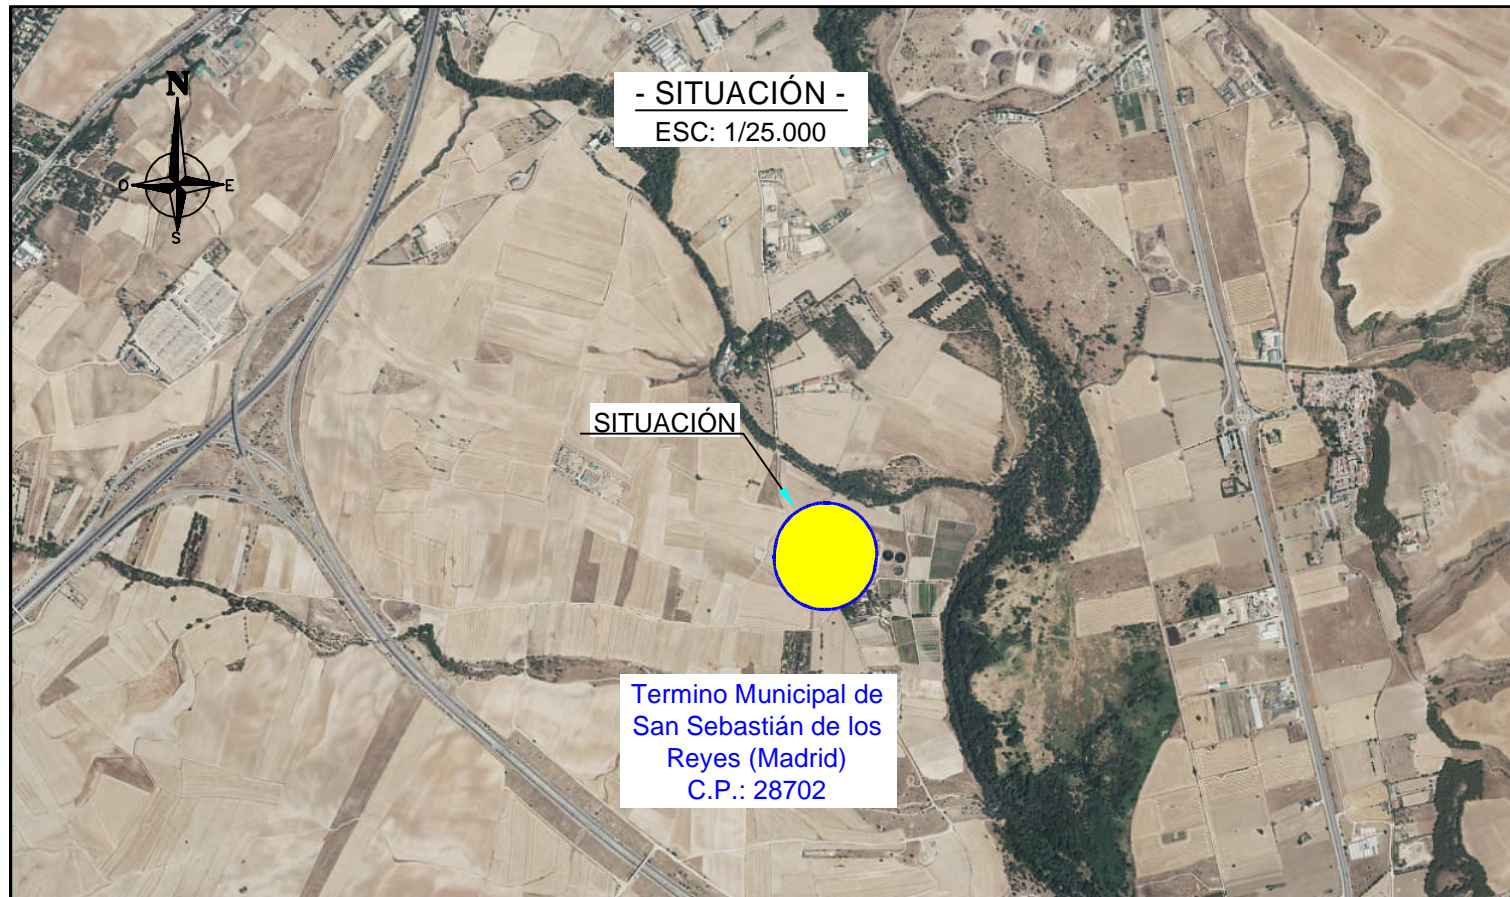 - SITUACIÓN -
ESC: 1/25.000
N
O
E
S
SITUACIÓN
Termino Municipal de
San Sebastián de los
Reyes (Madrid)
C.P.: 28702